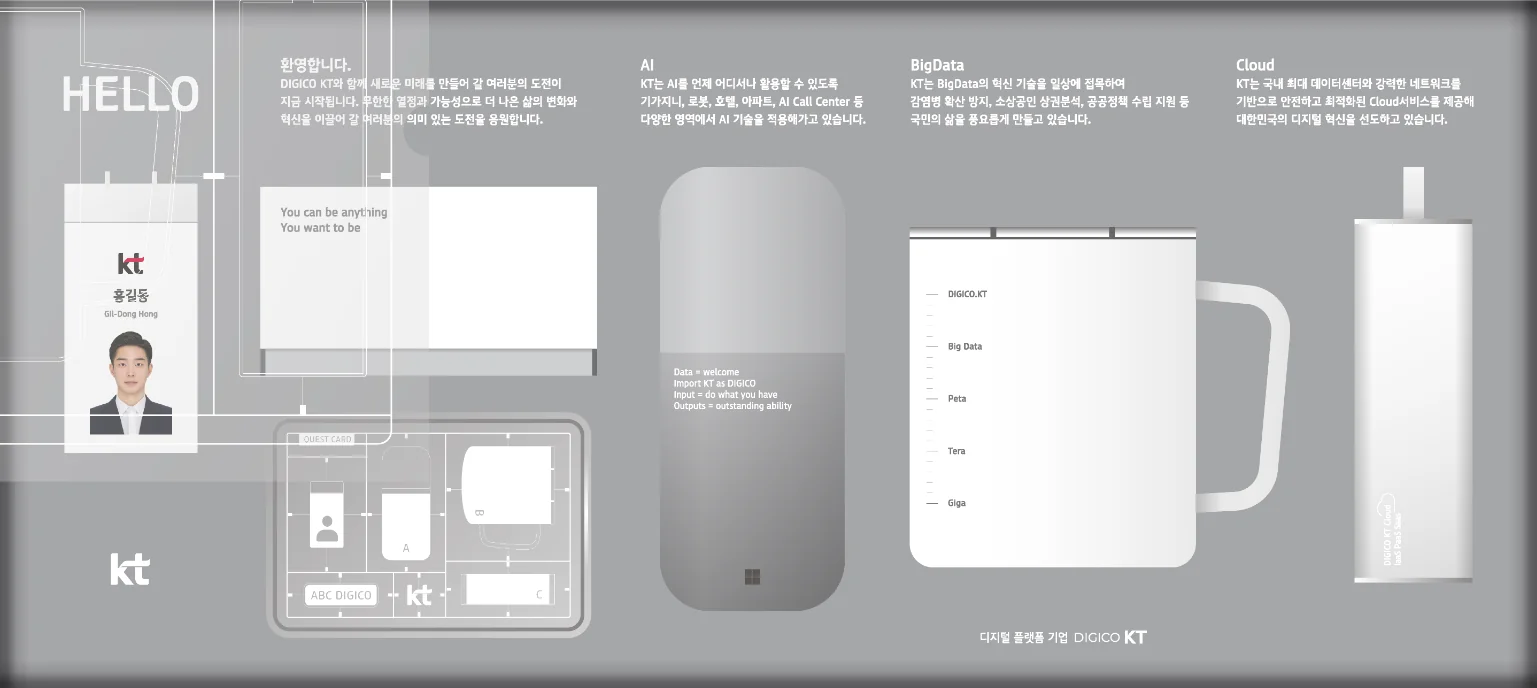 HELLO
환영합니다.
DIGICO KT와 함께 새로운 미래를 만들어 갈 여러분의 도전이
지금 시작됩니다. 무한한 열정과 가능성으로 더 나은 삶의 변화와
혁신을 이끌어 갈 여러분의 의미 있는 도전을 응원합니다.
AI
KT는 AI를 언제 어디서나 활용할 수 있도록
기가지니, 로봇, 호텔, 아파트, AI Call Center 등
다양한 영역에서 AI 기술을 적용해가고 있습니다.
BigData
KT는 BigData의 혁신 기술을 일상에 접목하여
감염병 확산 방지, 소상공인 상권분석, 공공정책 수립 지원 등
국민의 삶을 풍요롭게 만들고 있습니다.
Cloud
KT는 국내 최대 데이터센터와 강력한 네트워크를
기반으로 안전하고 최적화된 Cloud서비스를 제공해
대한민국의 디지털 혁신을 선도하고 있습니다.
kt
홍길동
Gil-Dong Hong
You can be anything
You want to be
Data = welcome
Import KT as DIGICO
Input = do what you have
Outputs = outstanding ability
DIGICO.KT
Big Data
Peta
Tera
Giga
DIGICO KT Cloud
IaaS PaaS SaaS
QUEST CARD
A
B
ABC DIGICO
kt
C
kt
디지털 플랫폼 기업 DIGICO KT